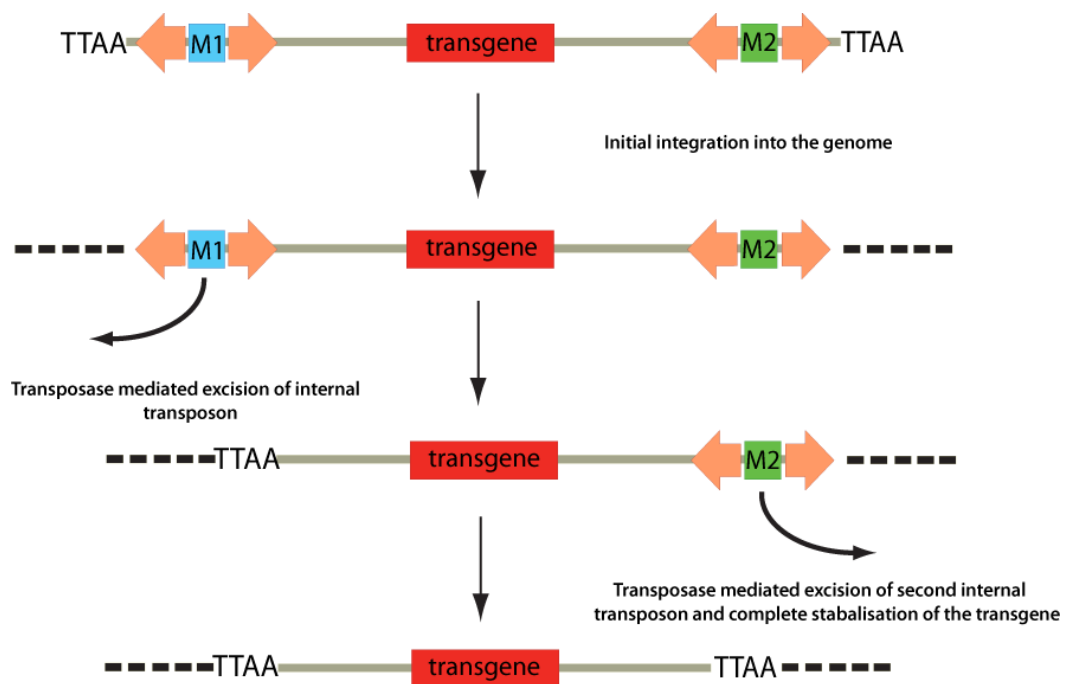 TTAA M1 transgene M2 TTAA
Initial integration into the genome
M1 transgene M2
Transposase mediated excision of internal
transposon
TTAA transgene M2
Transposase mediated excision of second internal
transposon and complete stabalisation of the transgene
TTAA transgene TTAA